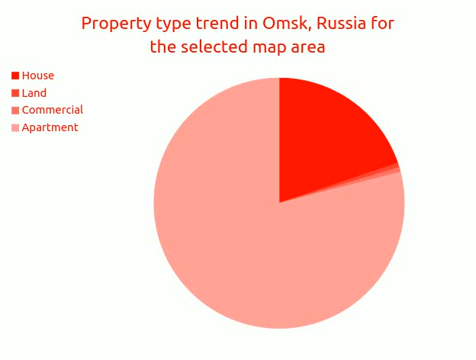 Property type trend in Omsk, Russia for
the selected map area
House
Land
Commercial
Apartment